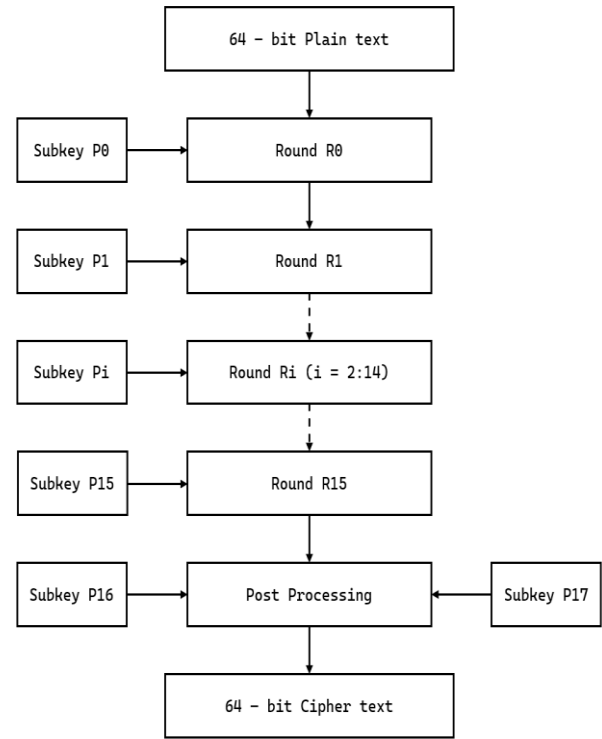 64 – bit Plain text
Subkey P0
Round R0
Subkey P1
Round R1
Subkey Pi
Round Ri (i = 2:14)
Subkey P15
Round R15
Subkey P16
Post Processing
Subkey P17
64 – bit Cipher text